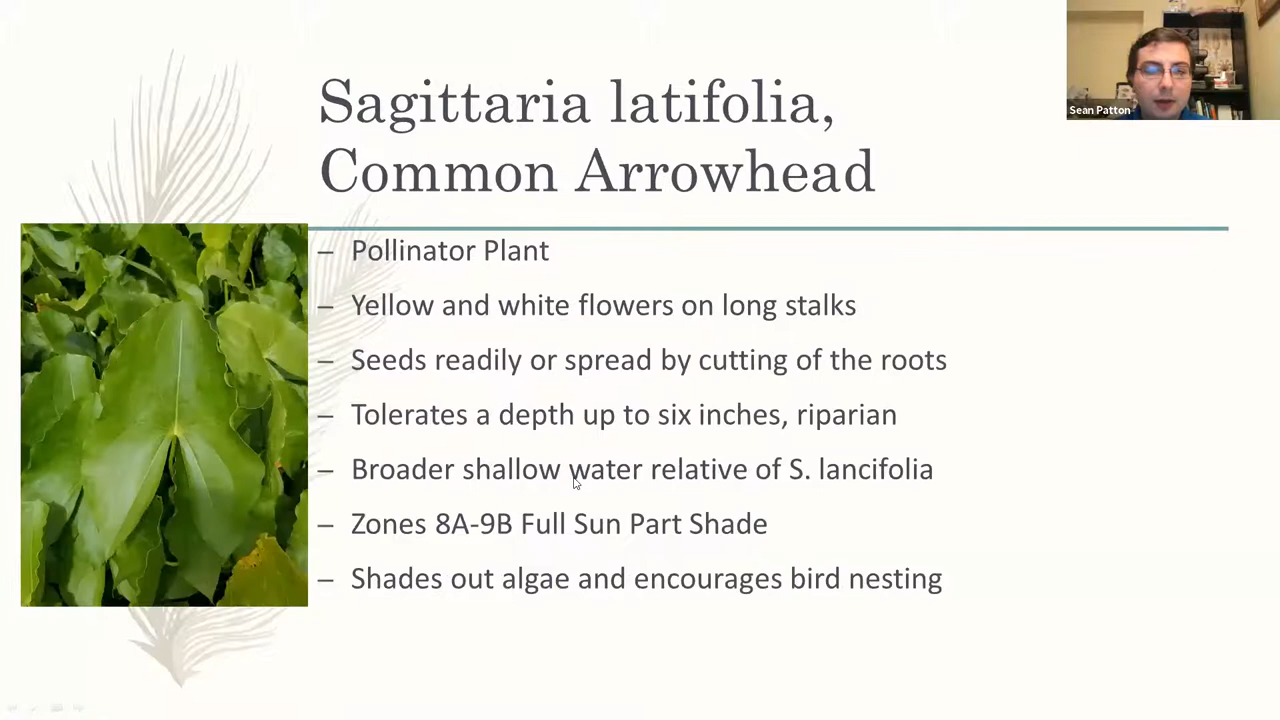 Sagittaria latifolia,
Common Arrowhead
Sean Patton
– Pollinator Plant
– Yellow and white flowers on long stalks
– Seeds readily or spread by cutting of the roots
– Tolerates a depth up to six inches, riparian
– Broader shallow water relative of S. lancifolia
– Zones 8A-9B Full Sun Part Shade
– Shades out algae and encourages bird nesting